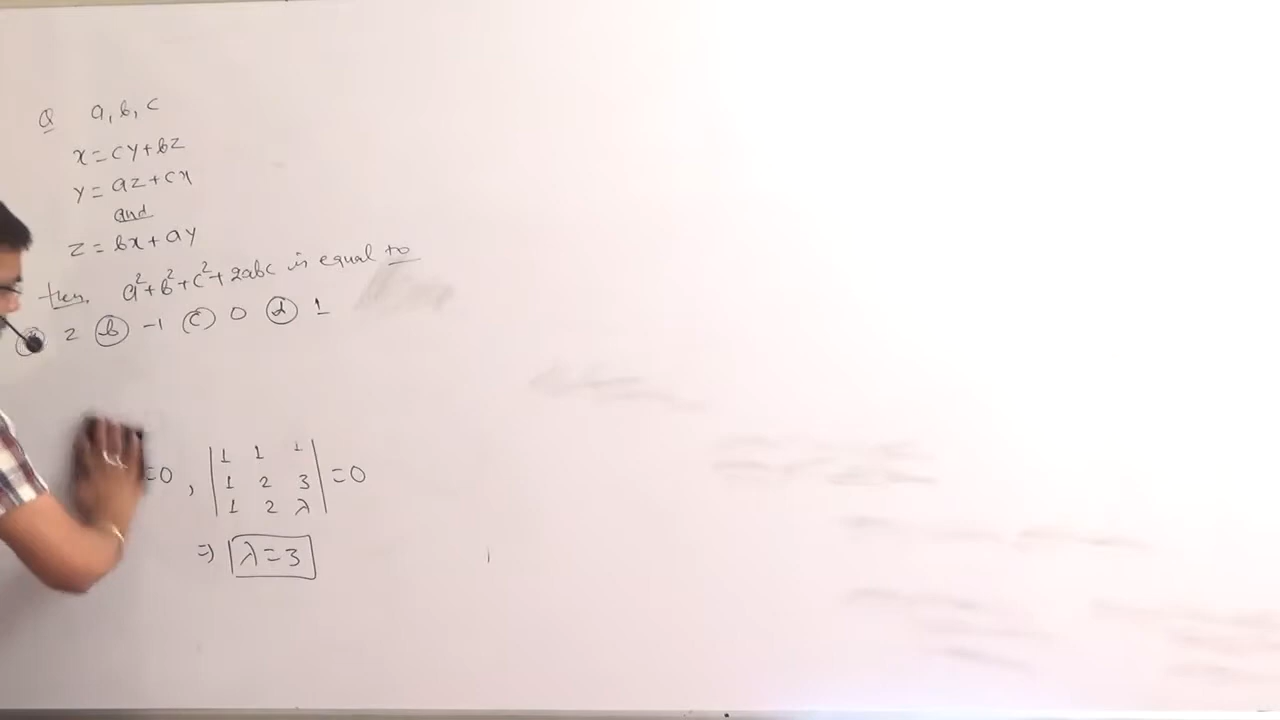 Q a, b, c
x = cy + bz
y = az + cx
and
z = bx + ay
then. a² + b² + c² + 2abc is equal to
2 (b) -1 (c) 0 (d) 1
=0, | 1 1 1 |
| 1 2 3 | = 0
| 1 2 λ |
⇒ λ = 3